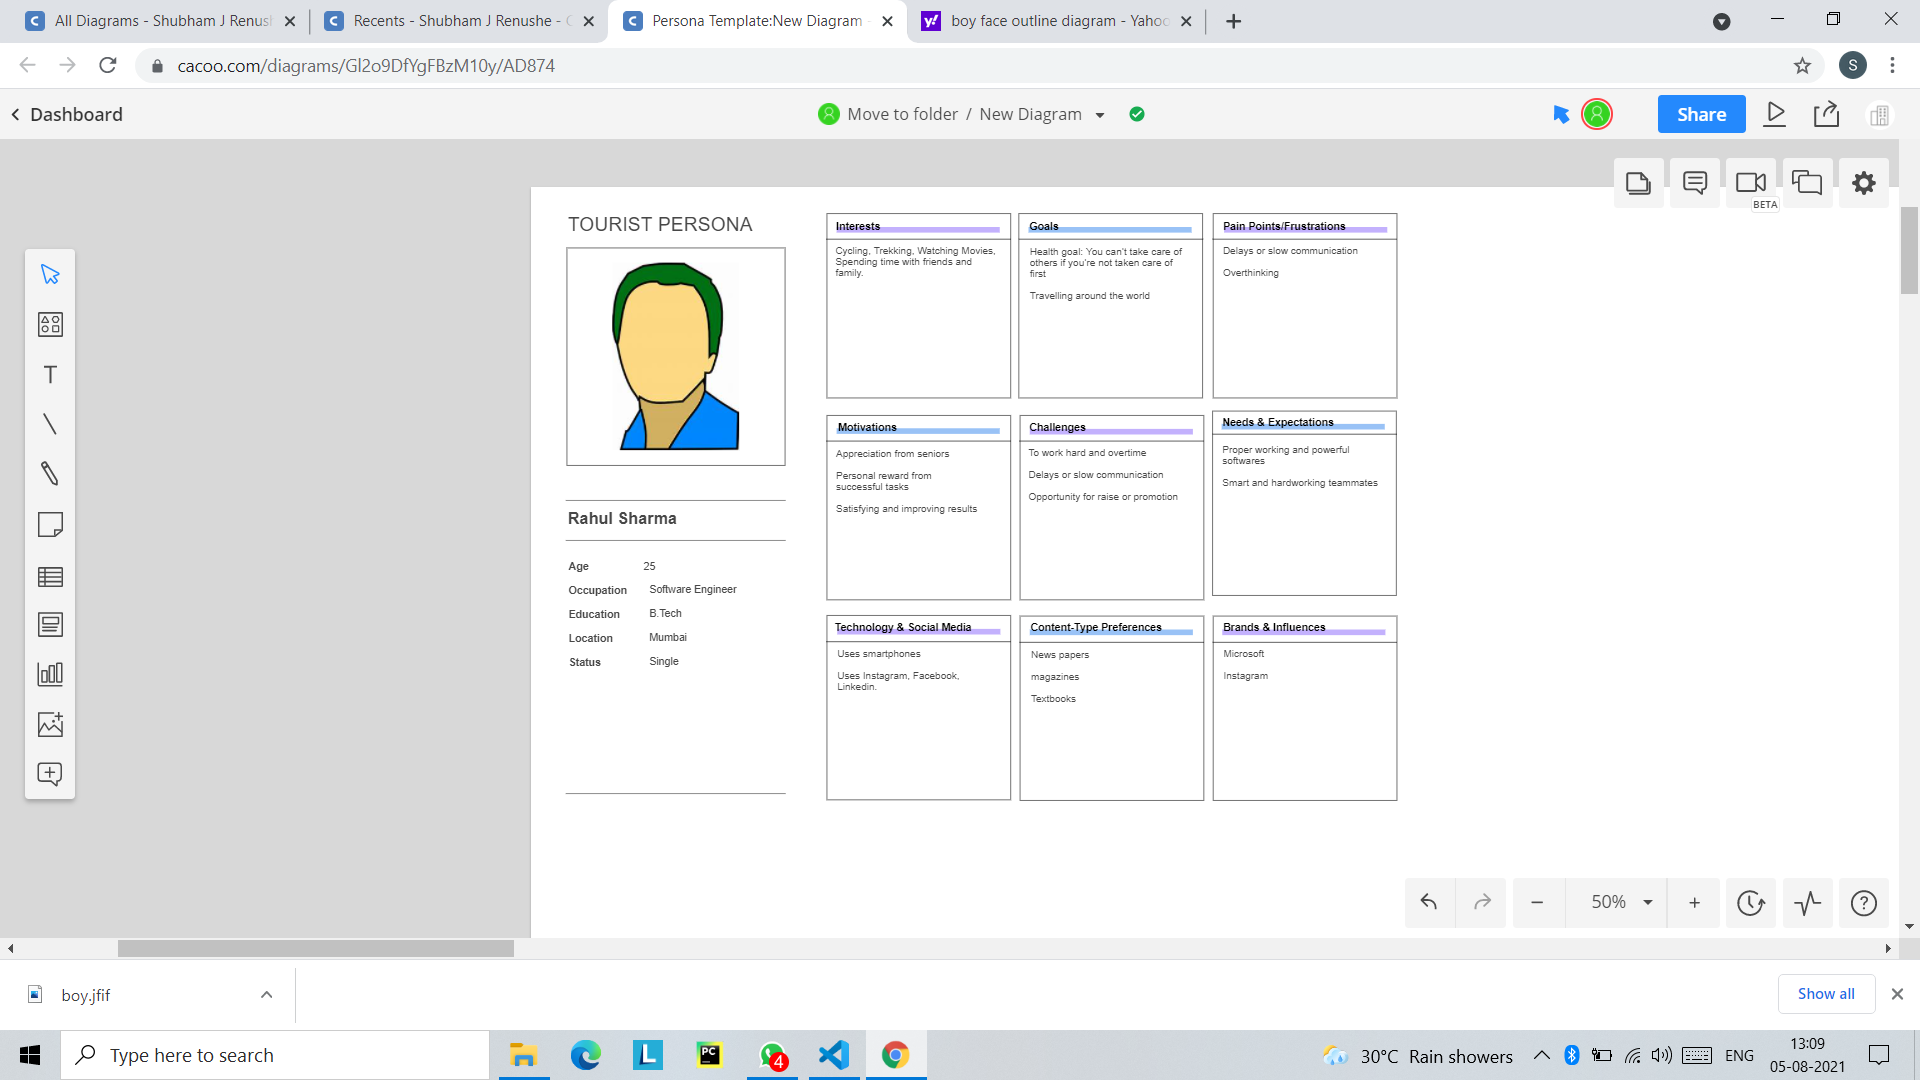 All Diagrams - Shubham J Renush
Recents - Shubham J Renushe - C
Persona Template:New Diagram -
boy face outline diagram - Yahoo
cacoo.com/diagrams/Gl2o9DfYgFBzM10y/AD874
S
Dashboard
Move to folder / New Diagram
Share
BETA
TOURIST PERSONA
Rahul Sharma
Age 25
Occupation Software Engineer
Education B.Tech
Location Mumbai
Status Single
Interests
Cycling, Trekking, Watching Movies,
Spending time with friends and
family.
Goals
Health goal: You can't take care of
others if you're not taken care of
first
Travelling around the world
Pain Points/Frustrations
Delays or slow communication
Overthinking
Motivations
Appreciation from seniors
Personal reward from
successful tasks
Satisfying and improving results
Challenges
To work hard and overtime
Delays or slow communication
Opportunity for raise or promotion
Needs & Expectations
Proper working and powerful
softwares
Smart and hardworking teammates
Technology & Social Media
Uses smartphones
Uses Instagram, Facebook,
Linkedin.
Content-Type Preferences
News papers
magazines
Textbooks
Brands & Influences
Microsoft
Instagram
50%
boy.jfif
Show all
Type here to search
L
PC
4
30°C Rain showers
ENG
13:09
05-08-2021